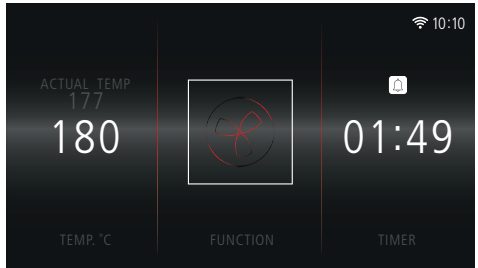 10:10
ACTUAL TEMP
177
180
01:49
TEMP. °C
FUNCTION
TIMER